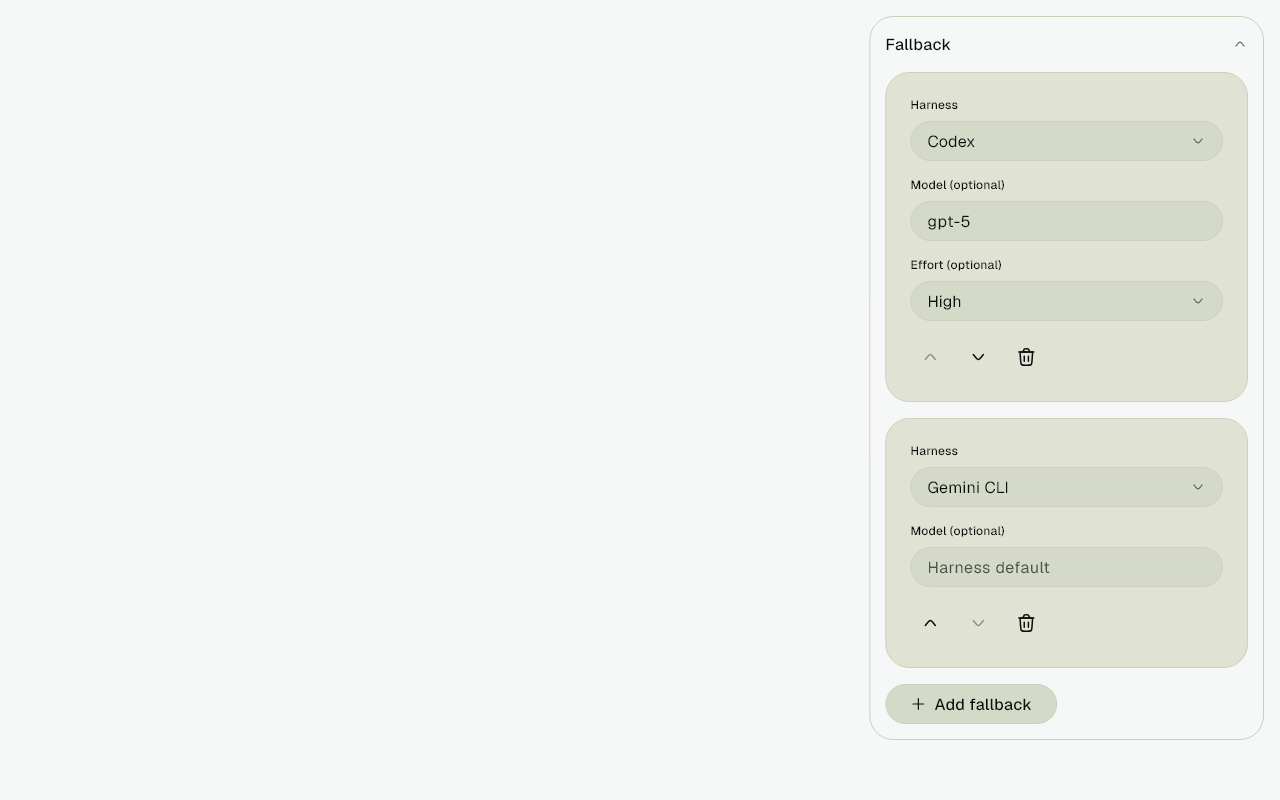 Fallback
Harness
Codex
Model (optional)
gpt-5
Effort (optional)
High
Harness
Gemini CLI
Model (optional)
Harness default
Add fallback